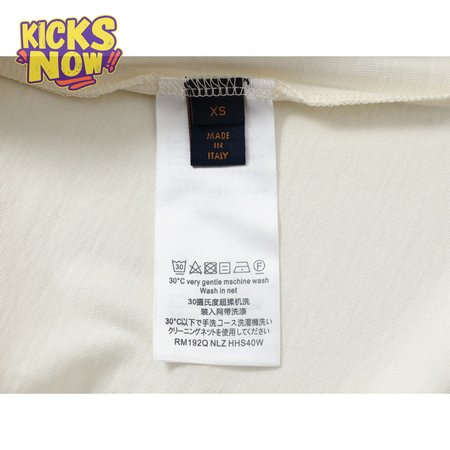 KICKS
NOW
XS
MADE
IN
ITALY
30
F
30°C very gentle mschine wash
Wash in net
30攝氏度超揉机洗
装入网带洗涤
30℃以下で手洗コース洗濯機洗い
クリーニングネットを使用してください
RM192Q NLZ HHS40W